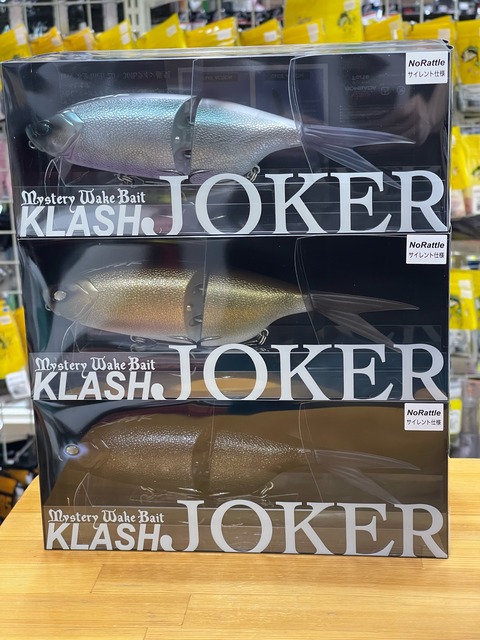 NoRattle
サイレント仕様
Mystery Wake Bait
KLASH JOKER
NoRattle
サイレント仕様
Mystery Wake Bait
KLASH JOKER
NoRattle
サイレント仕様
Mystery Wake Bait
KLASH JOKER